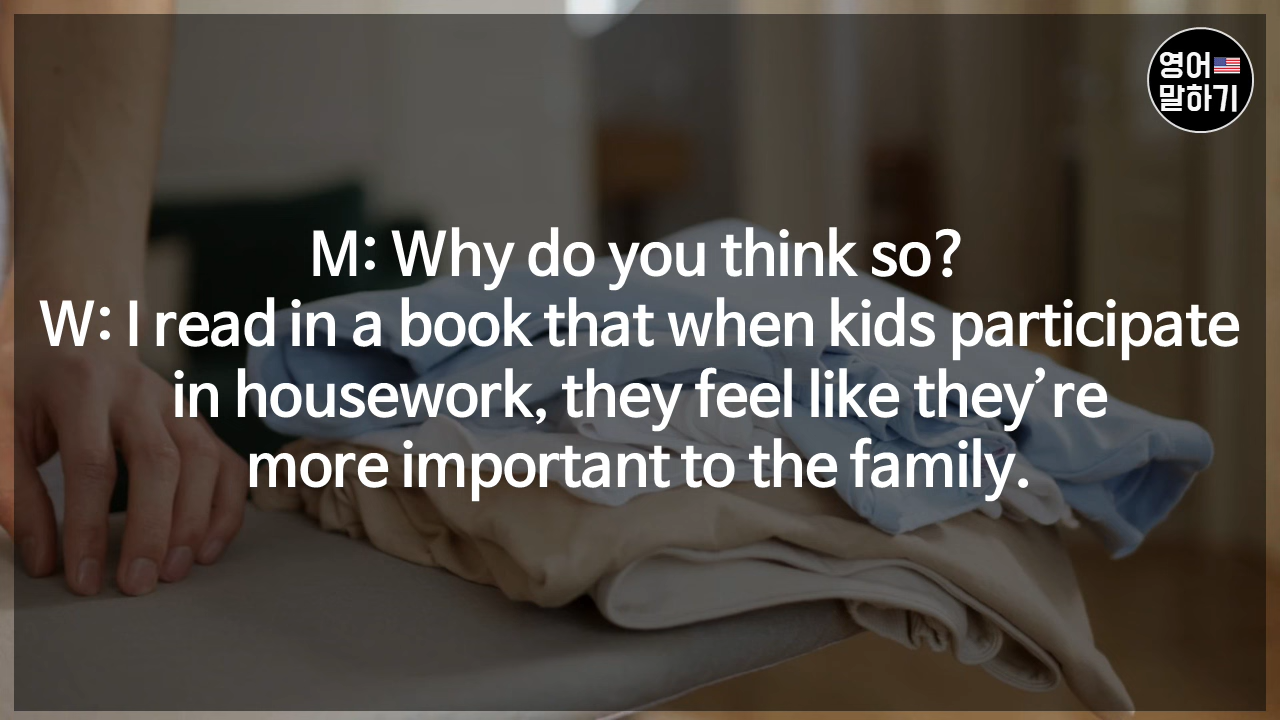 영어
말하기
M: Why do you think so?
W: I read in a book that when kids participate
in housework, they feel like they’re
more important to the family.